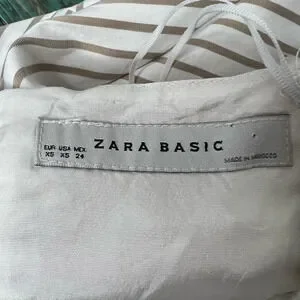 EUR USA MEX
XS XS 24
ZARA BASIC
MADE IN MOROCCO